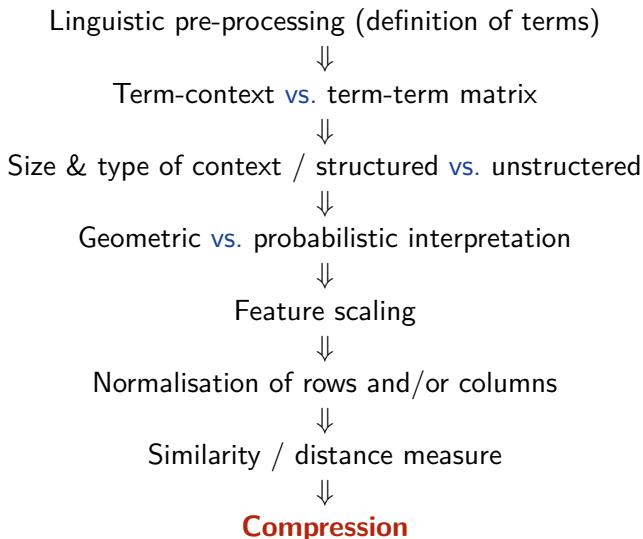 Linguistic pre-processing (definition of terms)
⇓
Term-context vs. term-term matrix
⇓
Size & type of context / structured vs. unstructered
⇓
Geometric vs. probabilistic interpretation
⇓
Feature scaling
⇓
Normalisation of rows and/or columns
⇓
Similarity / distance measure
⇓
Compression